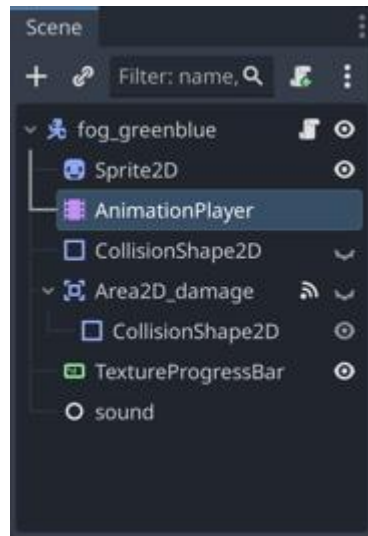 Scene
Filter: name,
fog_greenblue
Sprite2D
AnimationPlayer
CollisionShape2D
Area2D_damage
CollisionShape2D
TextureProgressBar
sound